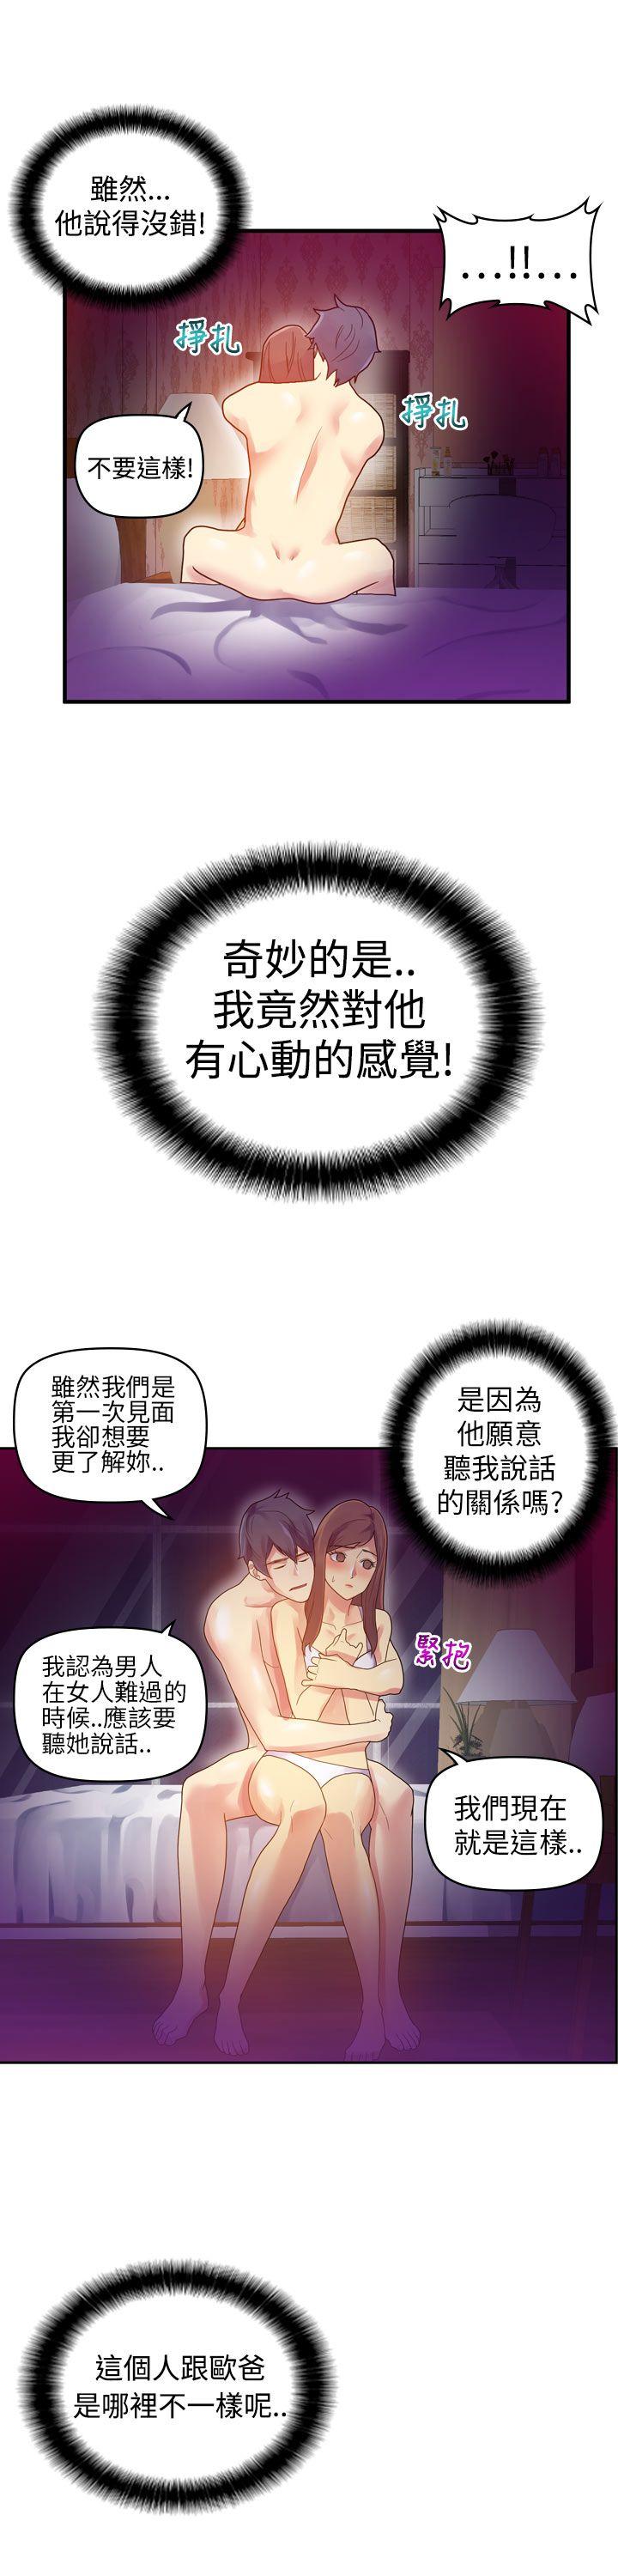 雖然...
他說得沒錯!
...!!...
掙扎
掙扎
不要這樣!
奇妙的是..
我竟然對他
有心動的感覺!
雖然我們是
第一次見面
我卻想要
更了解妳..
是因為
他願意
聽我說話
的關係嗎?
緊抱
我認為男人
在女人難過的
時候..應該要
聽她說話..
我們現在
就是這樣..
這個人跟歐爸
是哪裡不一樣呢..